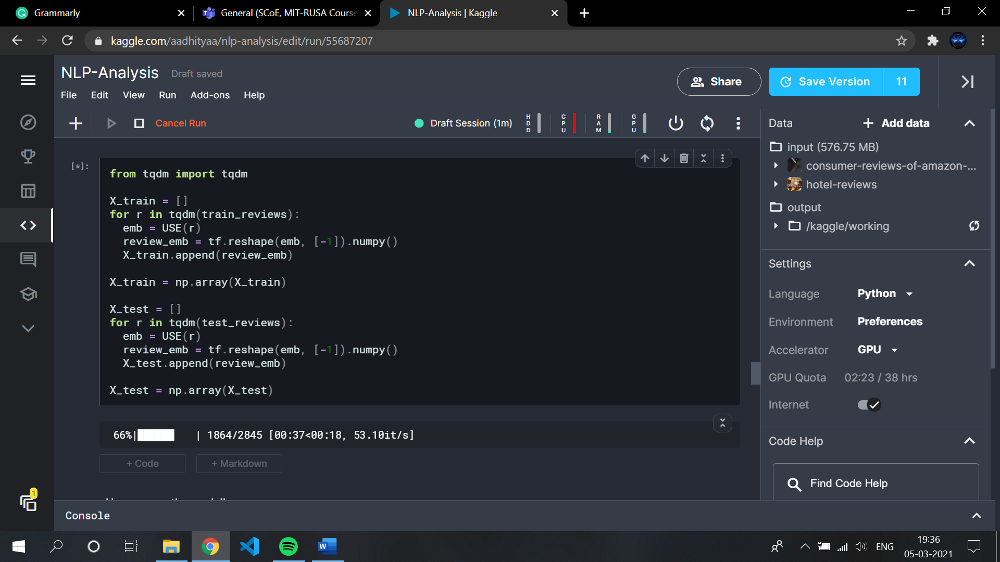 Grammarly
General (SCoE, MIT-RUSA Course
NLP-Analysis | Kaggle
kaggle.com/aadhityaa/nlp-analysis/edit/run/55687207
NLP-Analysis
Draft saved
File Edit View Run Add-ons Help
Share
Save Version
11
Cancel Run
Draft Session (1m)
HDD
CPU
RAM
GPU
[*]:
from tqdm import tqdm
X_train = []
for r in tqdm(train_reviews):
  emb = USE(r)
  review_emb = tf.reshape(emb, [-1]).numpy()
  X_train.append(review_emb)
X_train = np.array(X_train)
X_test = []
for r in tqdm(test_reviews):
  emb = USE(r)
  review_emb = tf.reshape(emb, [-1]).numpy()
  X_test.append(review_emb)
X_test = np.array(X_test)
66%|██████    | 1864/2845 [00:37<00:18, 53.10it/s]
+ Code
+ Markdown
Console
Data
+ Add data
input (576.75 MB)
consumer-reviews-of-amazon-...
hotel-reviews
output
/kaggle/working
Settings
Language Python
Environment Preferences
Accelerator GPU
GPU Quota 02:23 / 38 hrs
Internet
Code Help
Find Code Help
1
W
ENG
19:36
05-03-2021